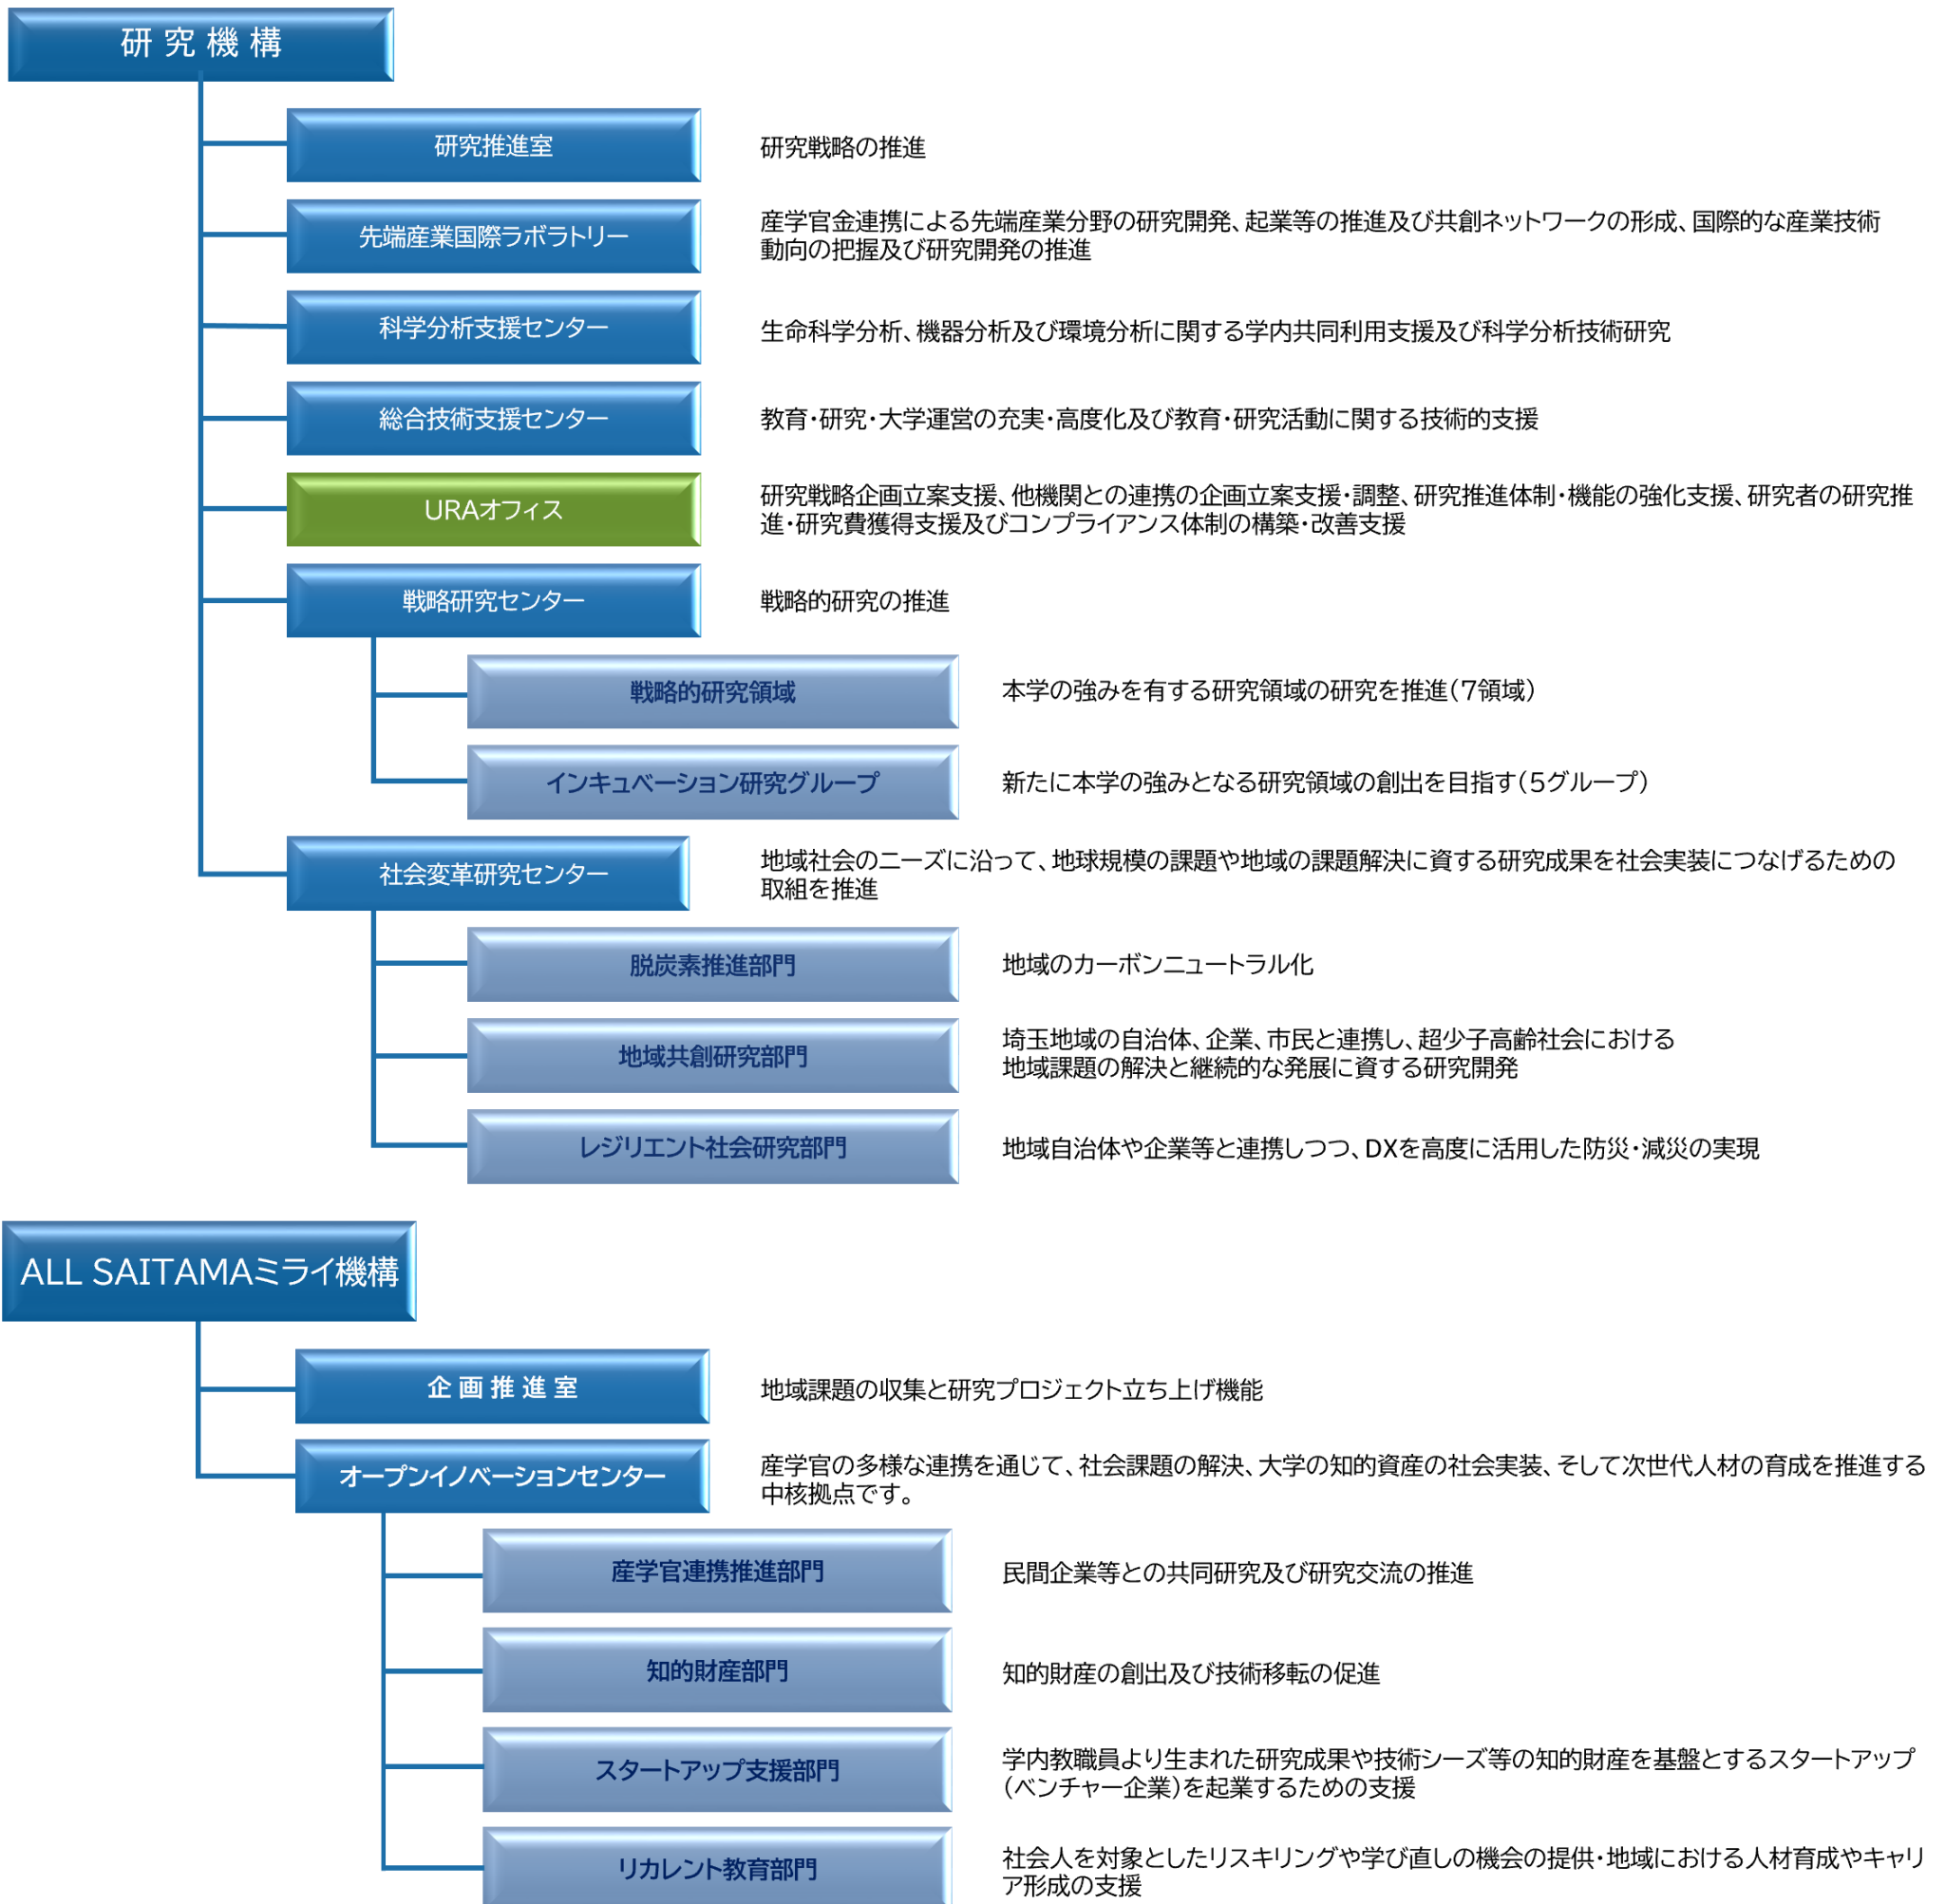 研究機構
研究推進室
研究戦略の推進
先端産業国際ラボラトリー
産学官金連携による先端産業分野の研究開発、起業等の推進及び共創ネットワークの形成、国際的な産業技術
動向の把握及び研究開発の推進
科学分析支援センター
生命科学分析、機器分析及び環境分析に関する学内共同利用支援及び科学分析技術研究
総合技術支援センター
教育・研究・大学運営の充実・高度化及び教育・研究活動に関する技術的支援
URAオフィス
研究戦略企画立案支援、他機関との連携の企画立案支援・調整、研究推進体制・機能の強化支援、研究者の研究推
進・研究費獲得支援及びコンプライアンス体制の構築・改善支援
戦略研究センター
戦略的研究の推進
戦略的研究領域
本学の強みを有する研究領域の研究を推進（7領域）
インキュベーション研究グループ
新たに本学の強みとなる研究領域の創出を目指す（5グループ）
社会変革研究センター
地域社会のニーズに沿って、地球規模の課題や地域の課題解決に資する研究成果を社会実装につなげるための
取組を推進
脱炭素推進部門
地域のカーボンニュートラル化
地域共創研究部門
埼玉地域の自治体、企業、市民と連携し、超少子高齢社会における
地域課題の解決と継続的な発展に資する研究開発
レジリエント社会研究部門
地域自治体や企業等と連携しつつ、DXを高度に活用した防災・減災の実現
ALL SAITAMAミライ機構
企画推進室
地域課題の収集と研究プロジェクト立ち上げ機能
オープンイノベーションセンター
産学官の多様な連携を通じて、社会課題の解決、大学の知的資産の社会実装、そして次世代人材の育成を推進する
中核拠点です。
産学官連携推進部門
民間企業等との共同研究及び研究交流の推進
知的財産部門
知的財産の創出及び技術移転の促進
スタートアップ支援部門
学内教職員より生まれた研究成果や技術シーズ等の知的財産を基盤とするスタートアップ
（ベンチャー企業）を起業するための支援
リカレント教育部門
社会人を対象としたリスキリングや学び直しの機会の提供・地域における人材育成やキャリ
ア形成の支援